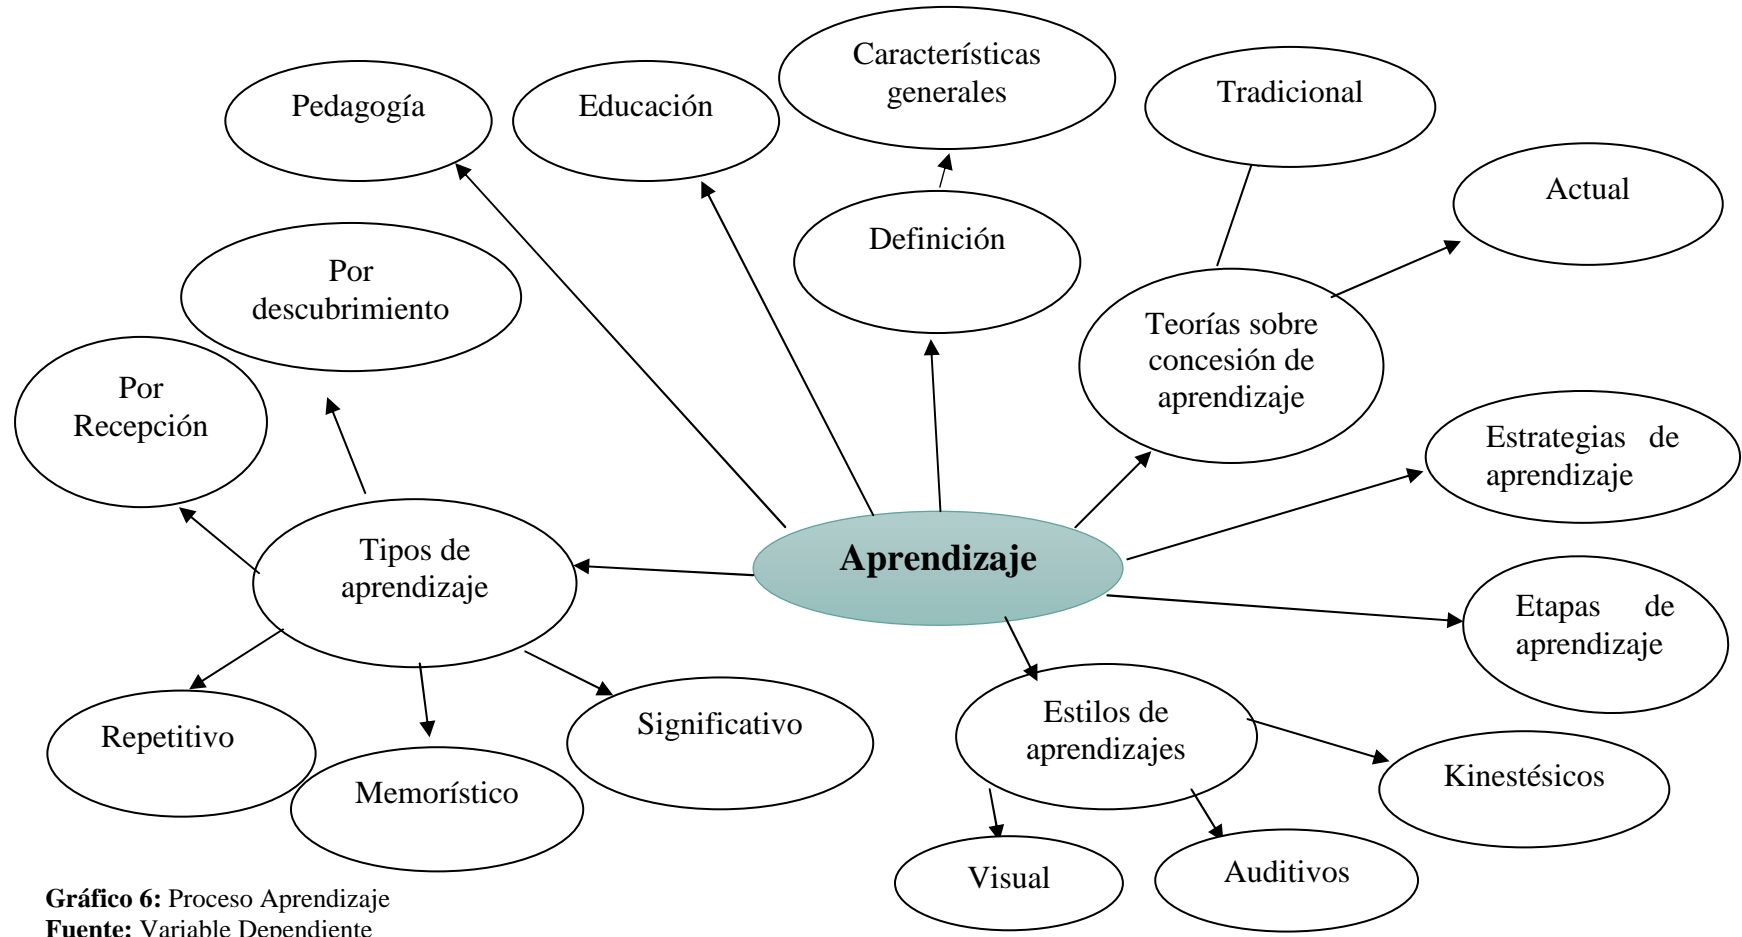 Características
generales
Pedagogía
Educación
Tradicional
Actual
Definición
Por
descubrimiento
Teorías sobre
concesión de
aprendizaje
Por
Recepción
Estrategias de
aprendizaje
Tipos de
aprendizaje
Aprendizaje
Etapas de
aprendizaje
Estilos de
aprendizajes
Significativo
Repetitivo
Memorístico
Kinestésicos
Visual
Auditivos
Gráfico 6: Proceso Aprendizaje
Fuente: Variable Dependiente